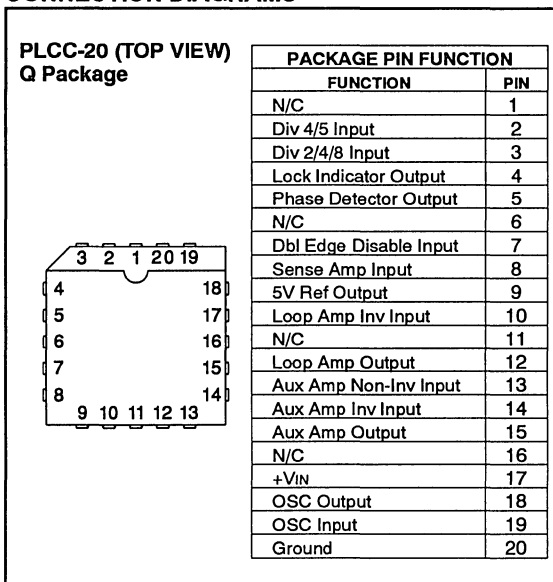 CONNECTION DIAGRAMS
PLCC-20 (TOP VIEW)
Q Package
PACKAGE PIN FUNCTION
FUNCTION PIN
N/C 1
Div 4/5 Input 2
Div 2/4/8 Input 3
Lock Indicator Output 4
Phase Detector Output 5
N/C 6
Dbl Edge Disable Input 7
Sense Amp Input 8
5V Ref Output 9
Loop Amp Inv Input 10
N/C 11
Loop Amp Output 12
Aux Amp Non-Inv Input 13
Aux Amp Inv Input 14
Aux Amp Output 15
N/C 16
+VIN 17
OSC Output 18
OSC Input 19
Ground 20
3 2 1 20 19
4 18
5 17
6 16
7 15
8 14
9 10 11 12 13